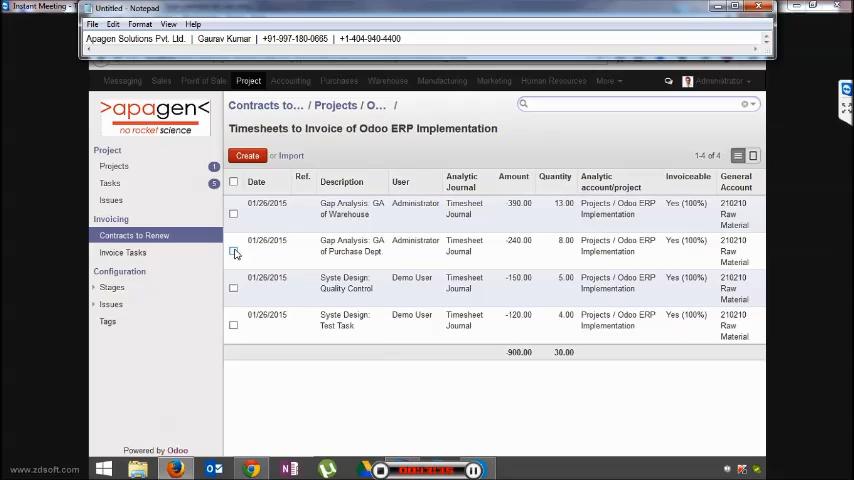 Instant Meeting - Te
Untitled - Notepad
File Edit Format View Help
Apagen Solutions Pvt. Ltd. | Gaurav Kumar | +91-997-180-0665 | +1-404-940-4400
Messaging Sales Point of Sale Project Accounting Purchases Warehouse Manufacturing Marketing Human Resources More Administrator
>apagen<
no rocket science
Contracts to... / Projects / O... /
Timesheets to Invoice of Odoo ERP Implementation
Create or Import
1-4 of 4
Project
Projects 1
Tasks 5
Issues
Invoicing
Contracts to Renew
Invoice Tasks
Configuration
Stages
Issues
Tags
Date Ref. Description User Analytic Journal Amount Quantity Analytic account/project Invoiceable General Account
01/26/2015 Gap Analysis: GA of Warehouse Administrator Timesheet Journal -390.00 13.00 Projects / Odoo ERP Implementation Yes (100%) 210210 Raw Material
01/26/2015 Gap Analysis: GA of Purchase Dept. Administrator Timesheet Journal -240.00 8.00 Projects / Odoo ERP Implementation Yes (100%) 210210 Raw Material
01/26/2015 Syste Design: Quality Control Demo User Timesheet Journal -150.00 5.00 Projects / Odoo ERP Implementation Yes (100%) 210210 Raw Material
01/26/2015 Syste Design: Test Task Demo User Timesheet Journal -120.00 4.00 Projects / Odoo ERP Implementation Yes (100%) 210210 Raw Material
-900.00 30.00
Powered by Odoo
www.zdsoft.com